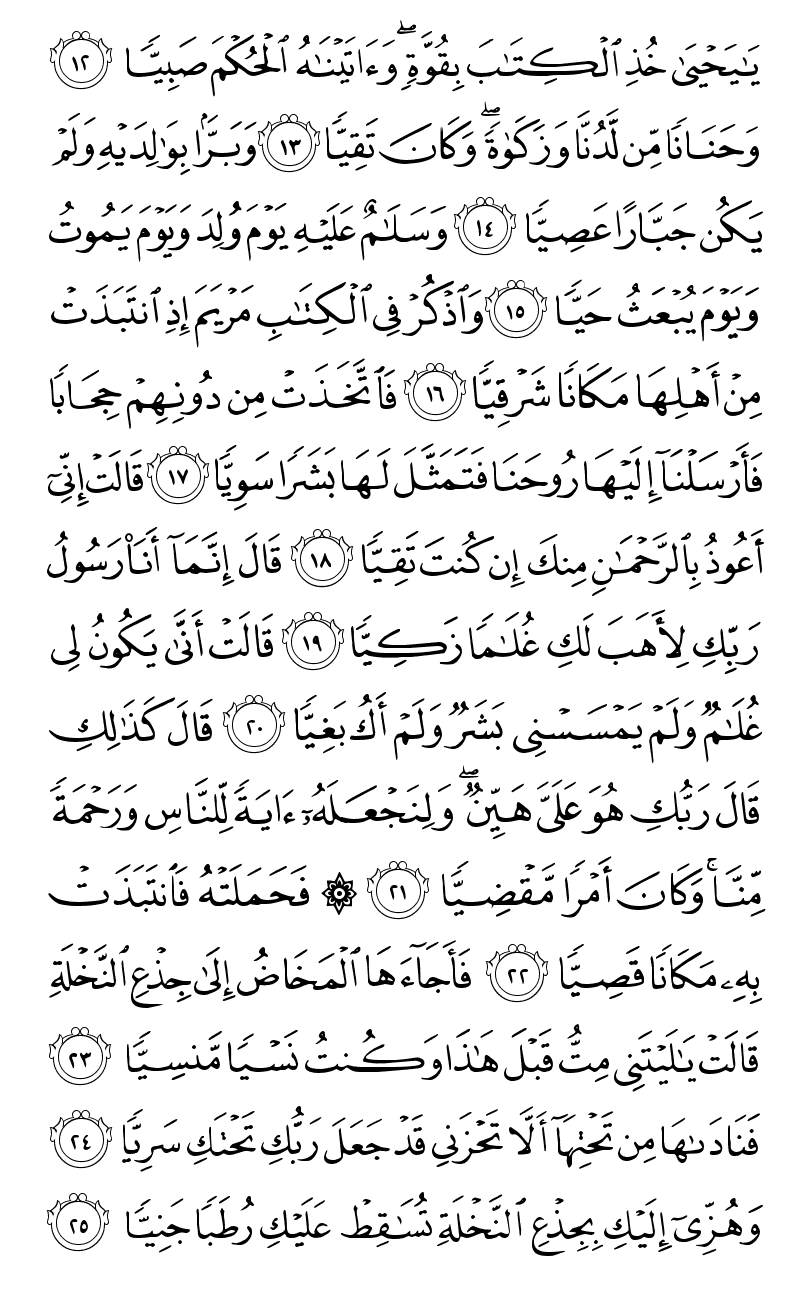 يَٰيَحۡيَىٰ خُذِ ٱلۡكِتَٰبَ بِقُوَّةٖۖ وَءَاتَيۡنَٰهُ ٱلۡحُكۡمَ صَبِيّٗا ١٢
وَحَنَانٗا مِّن لَّدُنَّا وَزَكَوٰةٗۖ وَكَانَ تَقِيّٗا ١٣ وَبَرَّۢا بِوَٰلِدَيۡهِ وَلَمۡ
يَكُن جَبَّارًا عَصِيّٗا ١٤ وَسَلَٰمٌ عَلَيۡهِ يَوۡمَ وُلِدَ وَيَوۡمَ يَمُوتُ
وَيَوۡمَ يُبۡعَثُ حَيّٗا ١٥ وَٱذۡكُرۡ فِي ٱلۡكِتَٰبِ مَرۡيَمَ إِذِ ٱنتَبَذَتۡ
مِنۡ أَهۡلِهَا مَكَانٗا شَرۡقِيّٗا ١٦ فَٱتَّخَذَتۡ مِن دُونِهِمۡ حِجَابٗا
فَأَرۡسَلۡنَآ إِلَيۡهَا رُوحَنَا فَتَمَثَّلَ لَهَا بَشَرٗا سَوِيّٗا ١٧ قَالَتۡ إِنِّيٓ
أَعُوذُ بِٱلرَّحۡمَٰنِ مِنكَ إِن كُنتَ تَقِيّٗا ١٨ قَالَ إِنَّمَآ أَنَا۠ رَسُولُ
رَبِّكِ لِأَهَبَ لَكِ غُلَٰمٗا زَكِيّٗا ١٩ قَالَتۡ أَنَّىٰ يَكُونُ لِي
غُلَٰمٞ وَلَمۡ يَمۡسَسۡنِي بَشَرٞ وَلَمۡ أَكُ بَغِيّٗا ٢٠ قَالَ كَذَٰلِكِ
قَالَ رَبُّكِ هُوَ عَلَيَّ هَيِّنٞۖ وَلِنَجۡعَلَهُۥٓ ءَايَةٗ لِّلنَّاسِ وَرَحۡمَةٗ
مِّنَّاۚ وَكَانَ أَمۡرٗا مَّقۡضِيّٗا ٢١ ۞ فَحَمَلَتۡهُ فَٱنتَبَذَتۡ
بِهِۦ مَكَانٗا قَصِيّٗا ٢٢ فَأَجَآءَهَا ٱلۡمَخَاضُ إِلَىٰ جِذۡعِ ٱلنَّخۡلَةِ
قَالَتۡ يَٰلَيۡتَنِي مِتُّ قَبۡلَ هَٰذَا وَكُنتُ نَسۡيٗا مَّنسِيّٗا ٢٣
فَنَادَىٰهَا مِن تَحۡتِهَآ أَلَّا تَحۡزَنِي قَدۡ جَعَلَ رَبُّكِ تَحۡتَكِ سَرِيّٗا ٢٤
وَهُزِّيٓ إِلَيۡكِ بِجِذۡعِ ٱلنَّخۡلَةِ تُسَٰقِطۡ عَلَيۡكِ رُطَبٗا جَنِيّٗا ٢٥